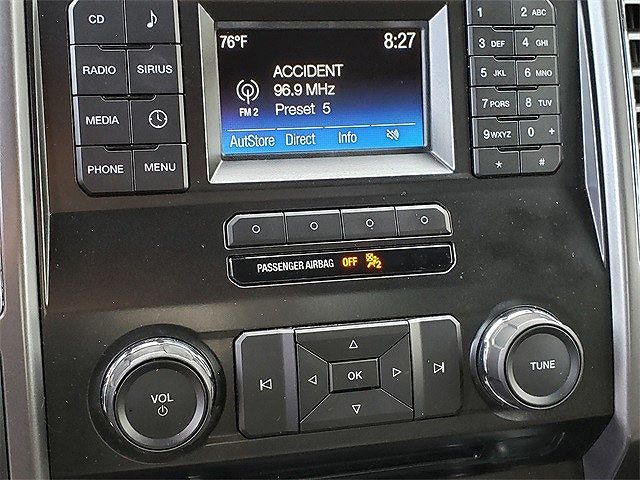 CD
RADIO SIRIUS
MEDIA
PHONE MENU
76°F 8:27
ACCIDENT
96.9 MHz
FM 2 Preset 5
AutoStore Direct Info
1 2 ABC
3 DEF 4 GHI
5 JKL 6 MNO
7 PQRS 8 TUV
9 WXYZ 0 +
* #
PASSENGER AIRBAG OFF 2
VOL
OK
TUNE